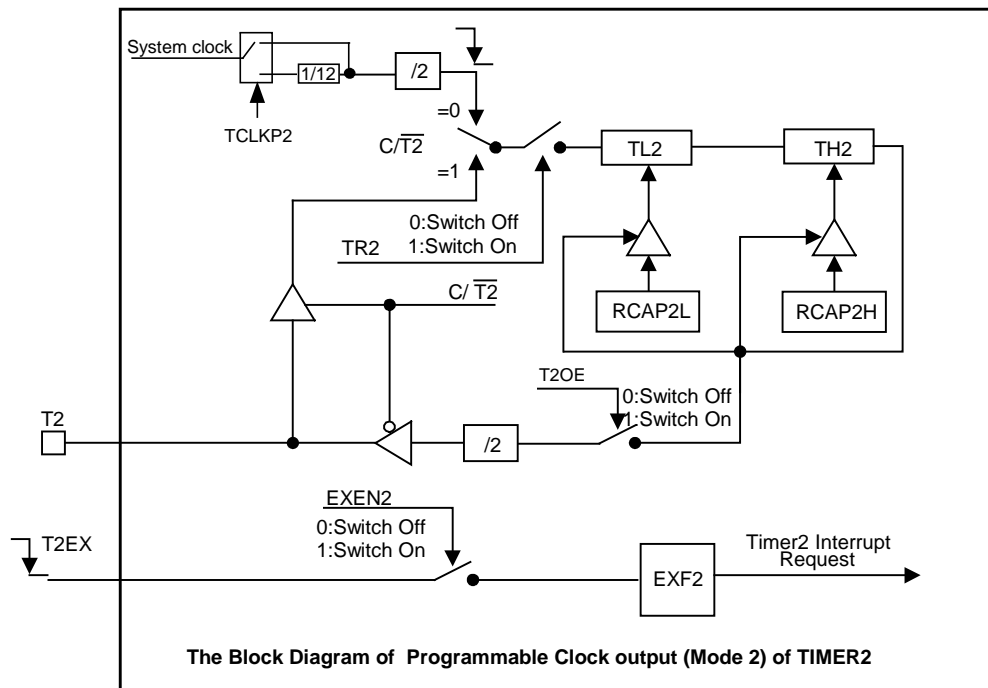 System clock
1/12
/2
TCLKP2
=0
C/T2
=1
TL2
TH2
0:Switch Off
1:Switch On
TR2
C/ T2
RCAP2L
RCAP2H
T2OE
0:Switch Off
1:Switch On
T2
/2
EXEN2
0:Switch Off
1:Switch On
T2EX
EXF2
Timer2 Interrupt
Request
The Block Diagram of Programmable Clock output (Mode 2) of TIMER2